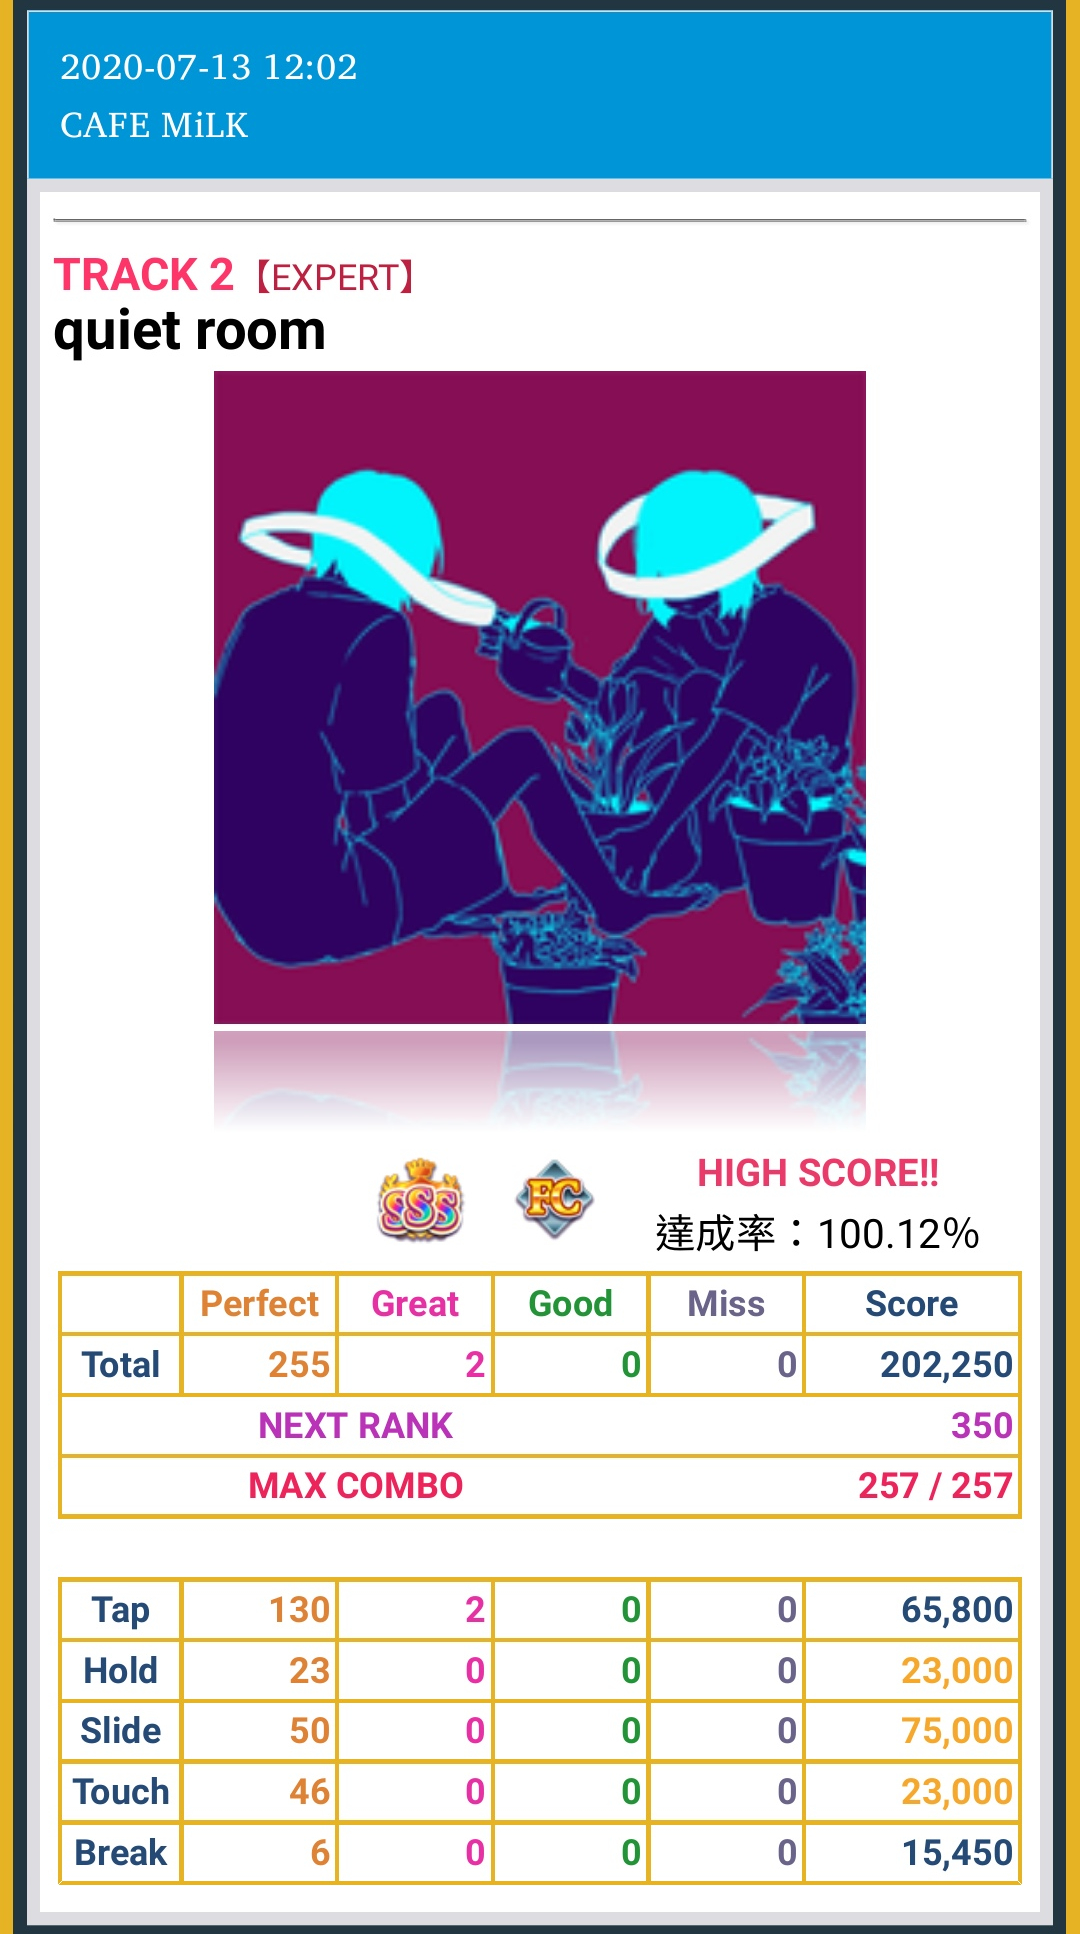 2020-07-13 12:02
CAFE MiLK
TRACK 2【EXPERT】
quiet room
SSS FC HIGH SCORE!!
達成率：100.12%
Perfect Great Good Miss Score
Total 255 2 0 0 202,250
NEXT RANK 350
MAX COMBO 257 / 257
Tap 130 2 0 0 65,800
Hold 23 0 0 0 23,000
Slide 50 0 0 0 75,000
Touch 46 0 0 0 23,000
Break 6 0 0 0 15,450